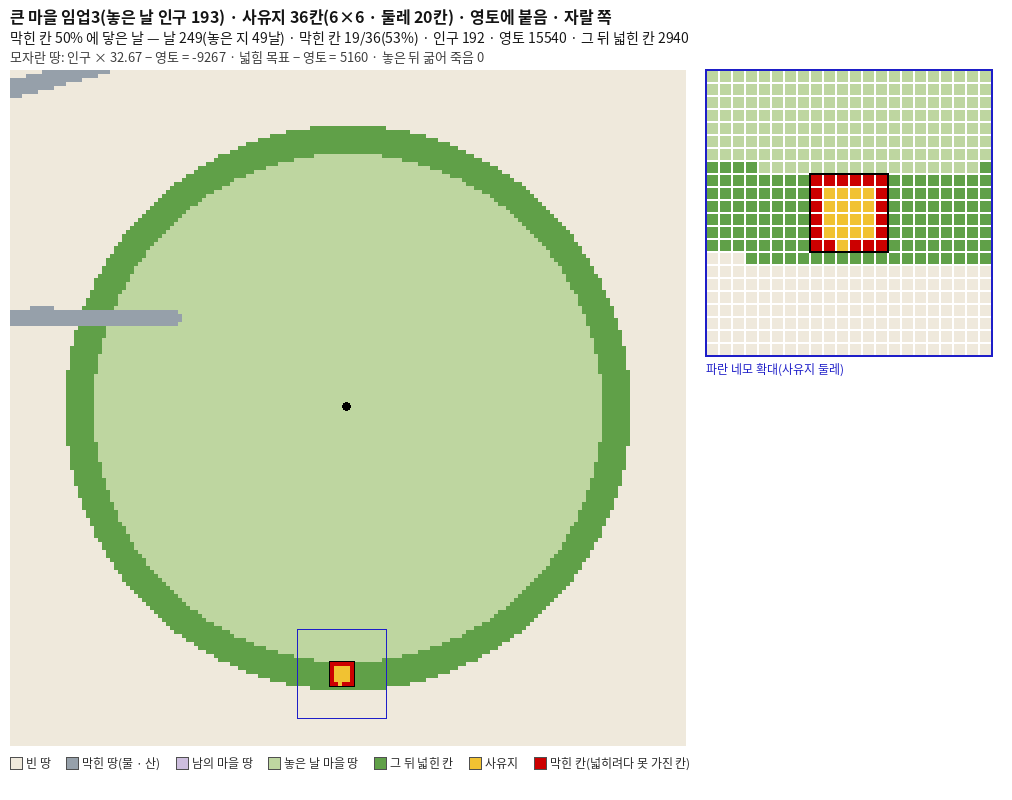 큰 마을 임업3(놓은 날 인구 193) · 사유지 36칸(6×6 · 둘레 20칸) · 영토에 붙음 · 자랄 쪽
막힌 칸 50% 에 닿은 날 — 날 249(놓은 지 49날) · 막힌 칸 19/36(53%) · 인구 192 · 영토 15540 · 그 뒤 넓힌 칸 2940
모자란 땅: 인구 × 32.67 − 영토 = -9267 · 넓힘 목표 − 영토 = 5160 · 놓은 뒤 굶어 죽음 0
파란 네모 확대(사유지 둘레)
빈 땅 막힌 땅(물 · 산) 남의 마을 땅 놓은 날 마을 땅 그 뒤 넓힌 칸 사유지 막힌 칸(넓히려다 못 가진 칸)